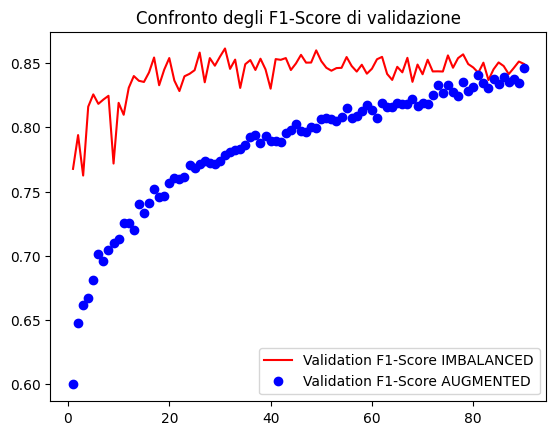 Confronto degli F1-Score di validazione
0.85
0.80
0.75
0.70
0.65
0.60
Validation F1-Score IMBALANCED
Validation F1-Score AUGMENTED
0 20 40 60 80